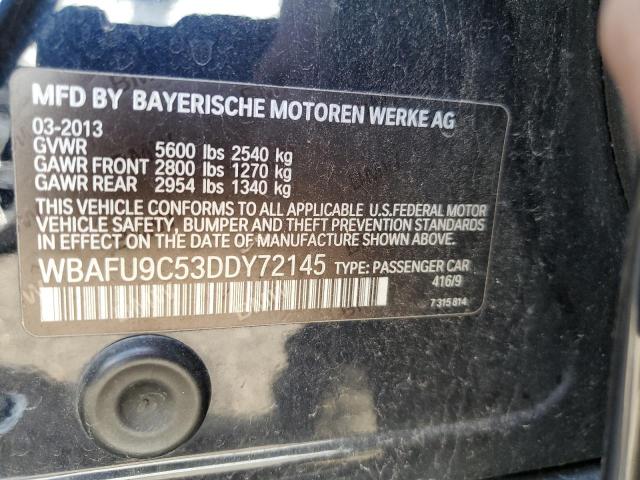 MFD BY BAYERISCHE MOTOREN WERKE AG
03-2013
GVWR 5600 lbs 2540 kg
GAWR FRONT 2800 lbs 1270 kg
GAWR REAR 2954 lbs 1340 kg
THIS VEHICLE CONFORMS TO ALL APPLICABLE U.S.FEDERAL MOTOR
VEHICLE SAFETY, BUMPER AND THEFT PREVENTION STANDARDS
IN EFFECT ON THE DATE OF MANUFACTURE SHOWN ABOVE.
WBAFU9C53DDY72145 TYPE: PASSENGER CAR
416/9
7 315 814